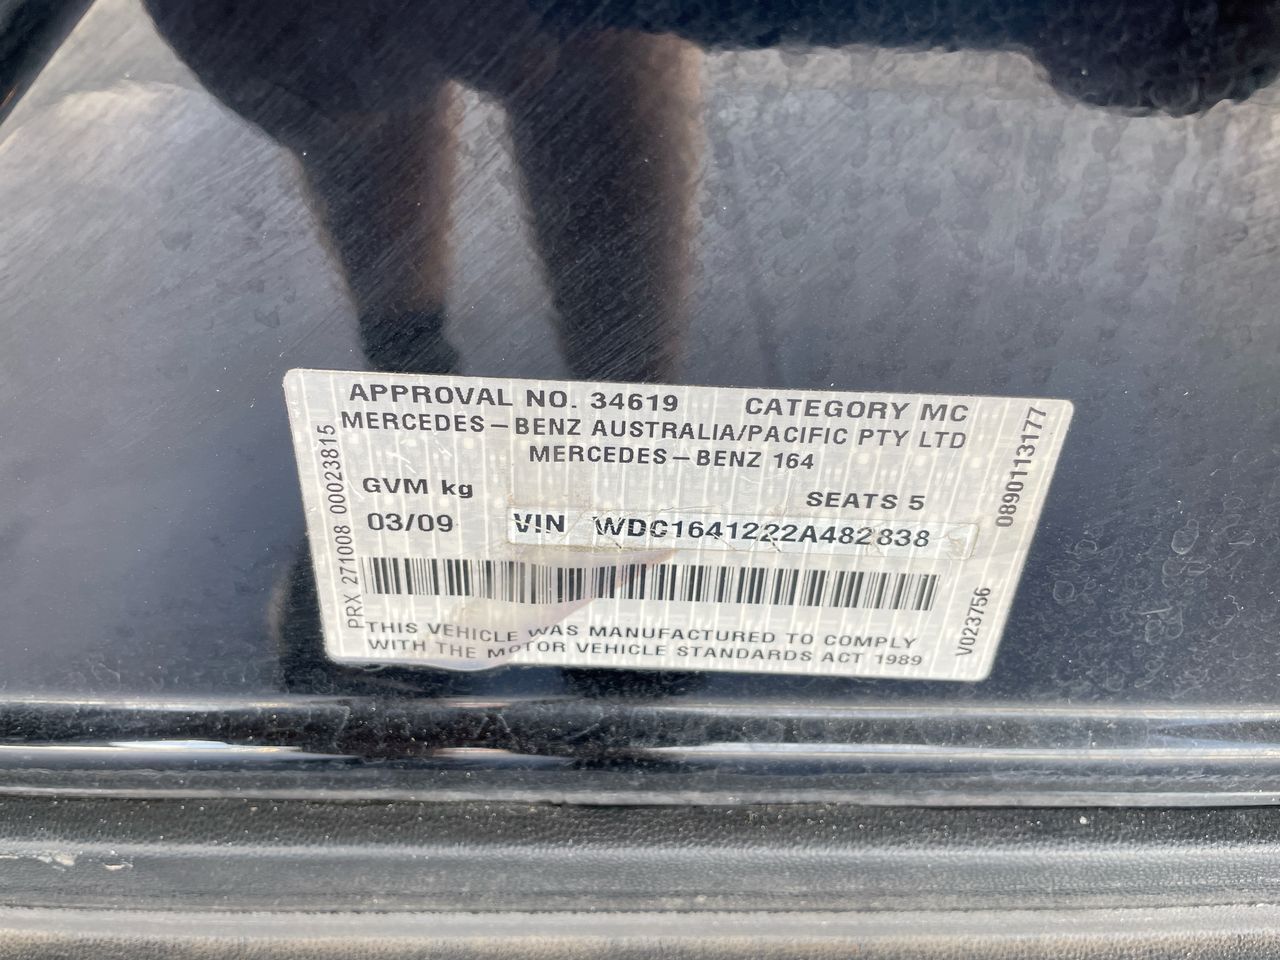 APPROVAL NO. 34619 CATEGORY MC
MERCEDES-BENZ AUSTRALIA/PACIFIC PTY LTD
MERCEDES-BENZ 164
GVM kg SEATS 5
03/09 VIN WDC1641222A482838
THIS VEHICLE WAS MANUFACTURED TO COMPLY
WITH THE MOTOR VEHICLE STANDARDS ACT 1989
PRX 271008 00023815
0890113177
V023756